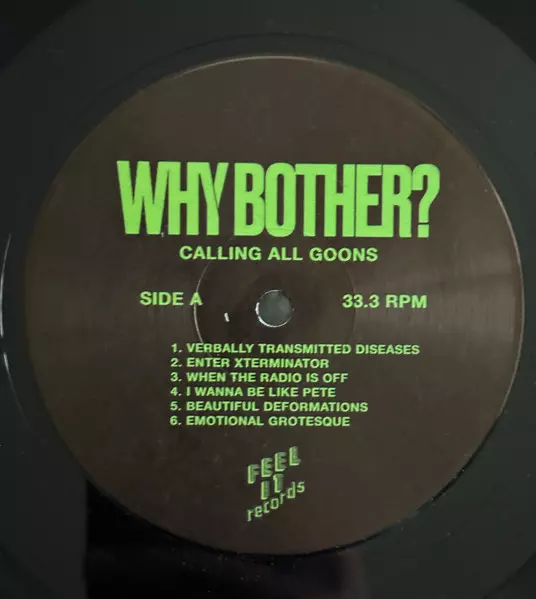 WHY BOTHER?
CALLING ALL GOONS
SIDE A 33.3 RPM
1. VERBALLY TRANSMITTED DISEASES
2. ENTER XTERMINATOR
3. WHEN THE RADIO IS OFF
4. I WANNA BE LIKE PETE
5. BEAUTIFUL DEFORMATIONS
6. EMOTIONAL GROTESQUE
FEEL
IT
records